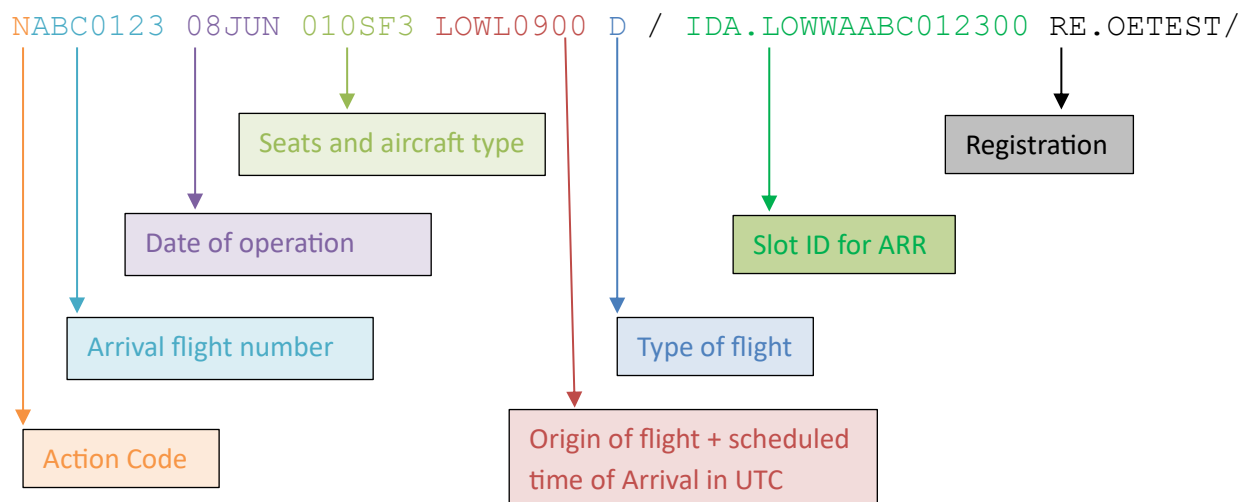 NABC0123 08JUN 010SF3 LOWL0900 D / IDA.LOWWAABC012300 RE.OETEST/
Seats and aircraft type
Registration
Date of operation
Slot ID for ARR
Arrival flight number
Type of flight
Action Code
Origin of flight + scheduled
time of Arrival in UTC